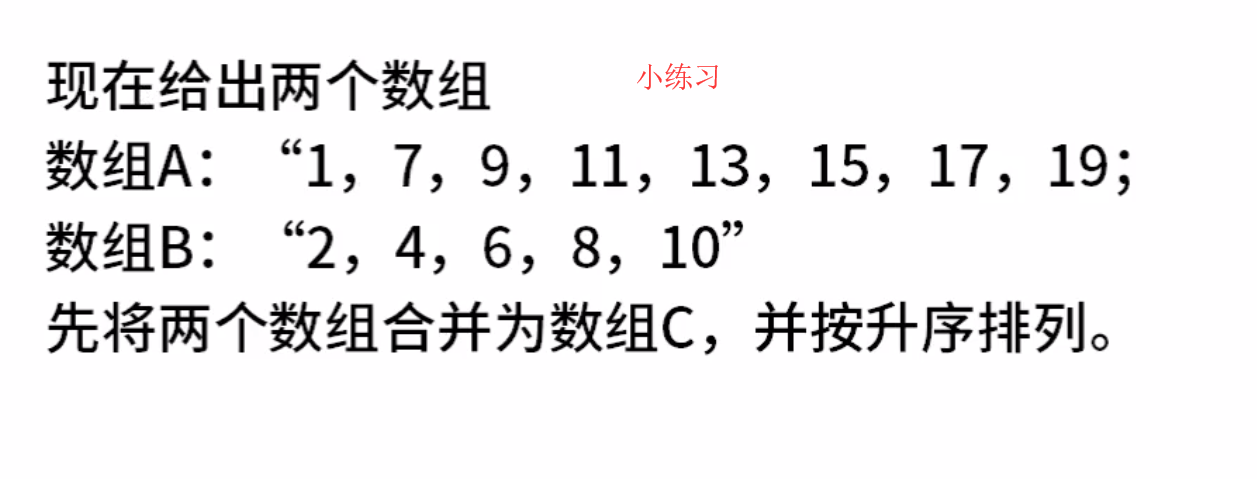 现在给出两个数组
小练习
数组A：“1，7，9，11，13，15，17，19；
数组B：“2，4，6，8，10”
先将两个数组合并为数组C，并按升序排列。